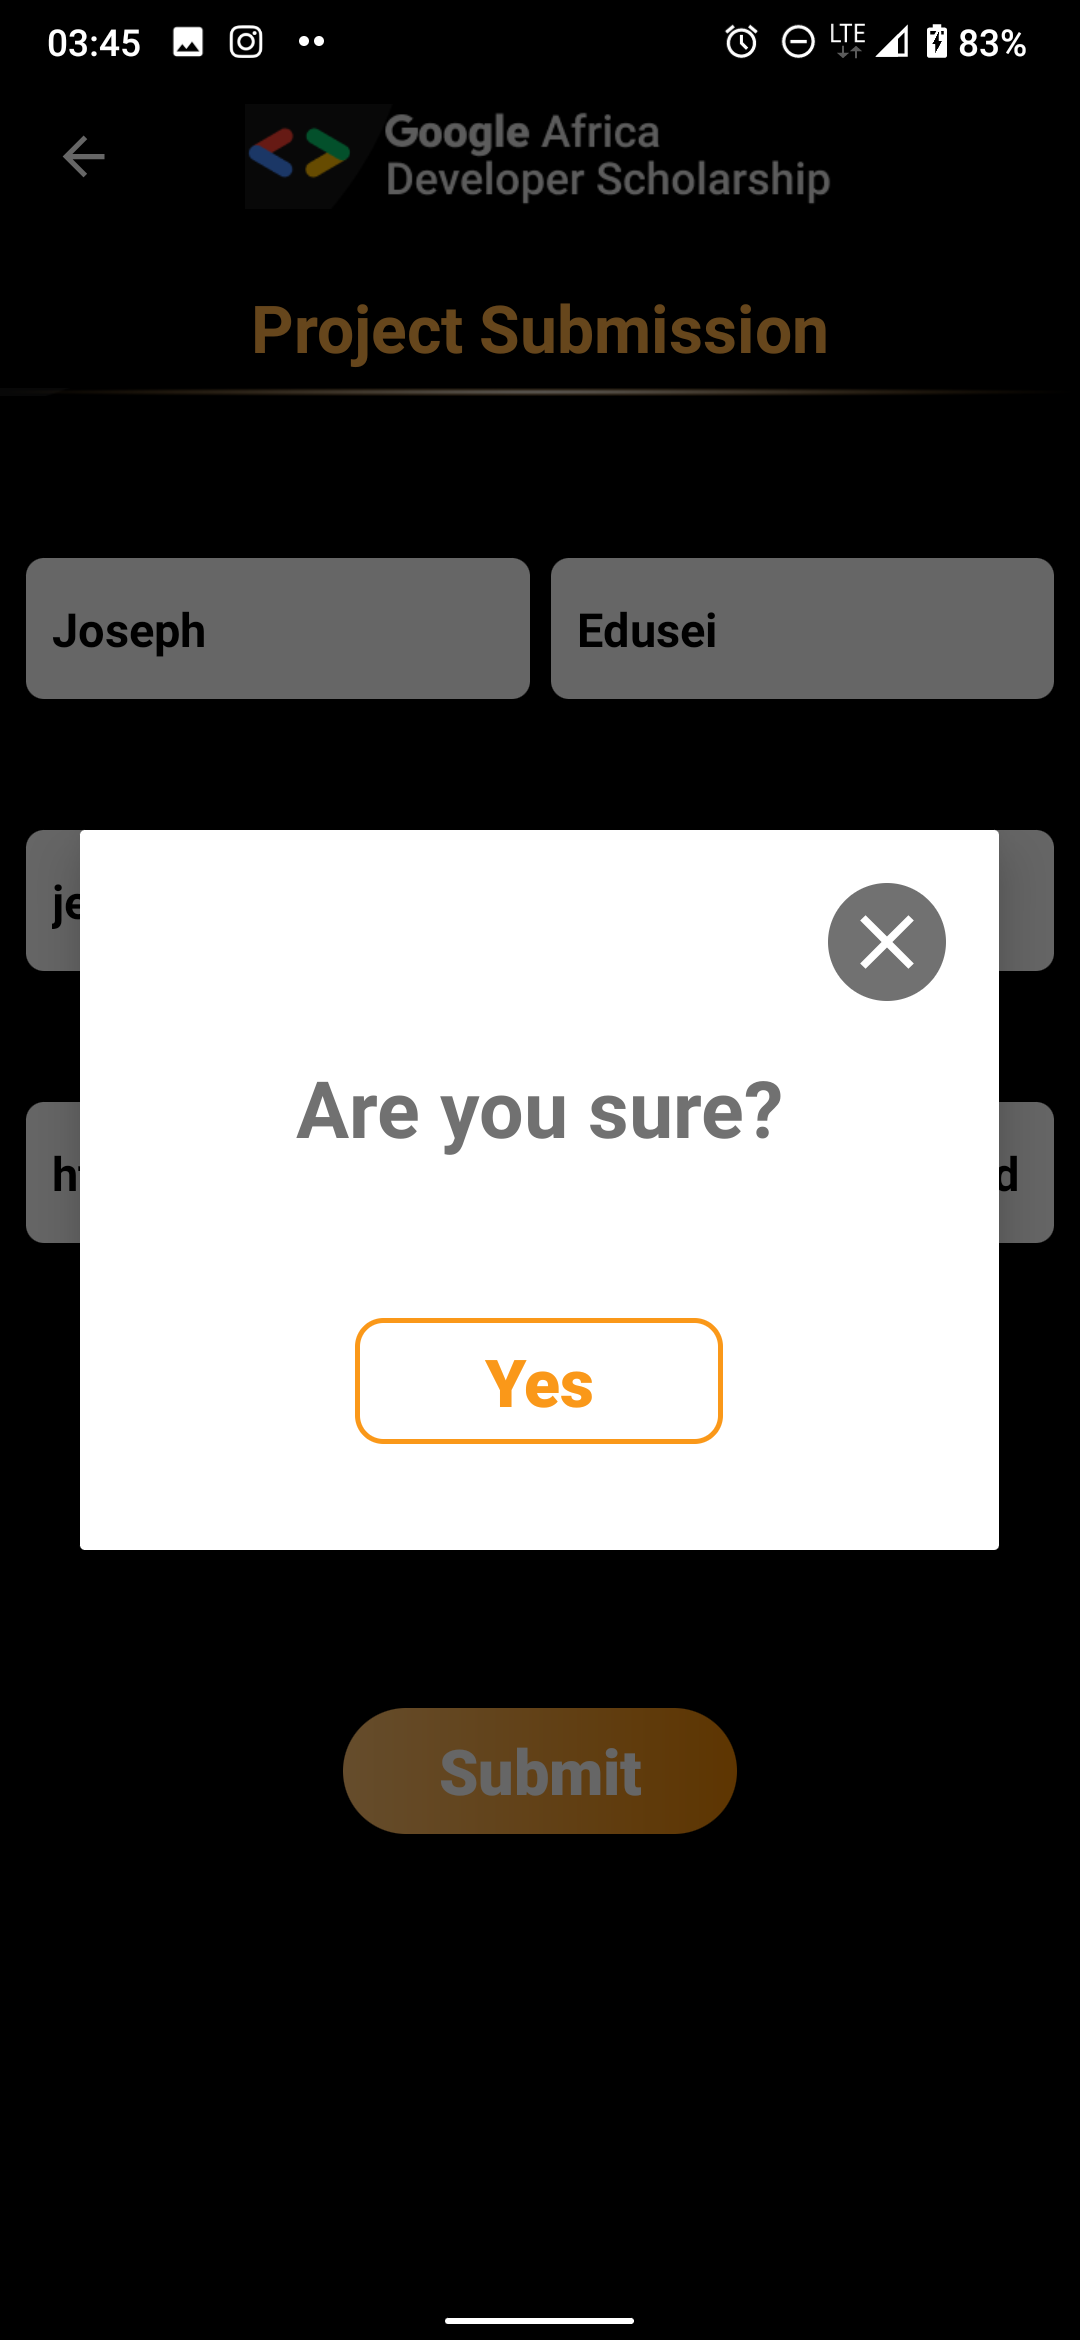 03:45 LTE 83%
Google Africa
Developer Scholarship
Project Submission
Joseph Edusei
je
Are you sure?
d
Yes
Submit